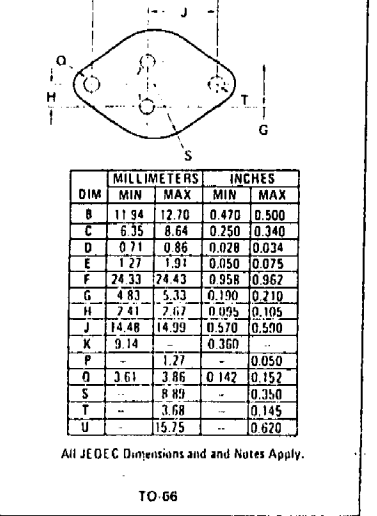 J
Q
H
T
G
S
MILLIMETERS INCHES
DIM MIN MAX MIN MAX
B 11.94 12.70 0.470 0.500
C 6.35 8.64 0.250 0.340
D 0.71 0.86 0.028 0.034
E 1.27 1.91 0.050 0.075
F 24.33 24.43 0.958 0.962
G 4.83 5.33 0.190 0.210
H 2.41 2.67 0.095 0.105
J 14.48 14.99 0.570 0.590
K 9.14 – 0.360 –
P – 1.27 – 0.050
Q 3.61 3.86 0.142 0.152
S – 8.89 – 0.350
T – 3.68 – 0.145
U – 15.75 – 0.620
All JEDEC Dimensions and and Notes Apply.
TO-66